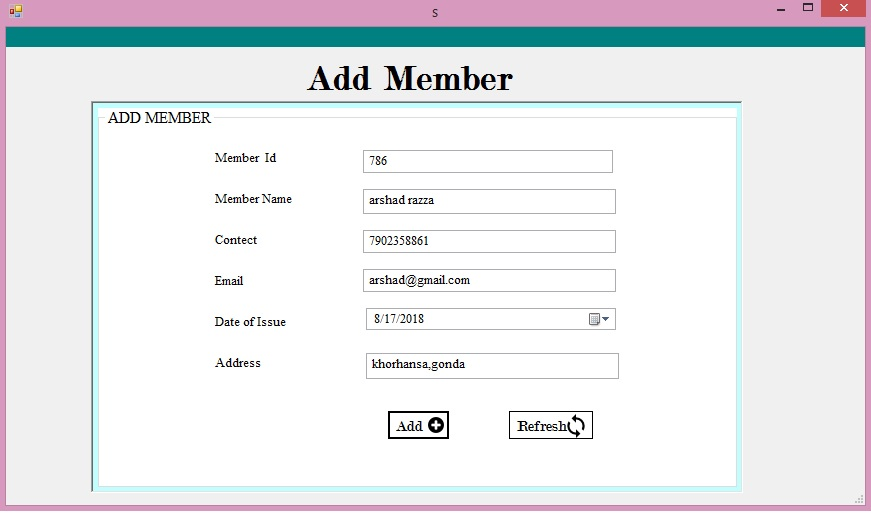 S
Add Member
ADD MEMBER
Member Id 786
Member Name arshad razza
Contect 7902358861
Email arshad@gmail.com
Date of Issue 8/17/2018
Address khorhansa,gonda
Add Refresh